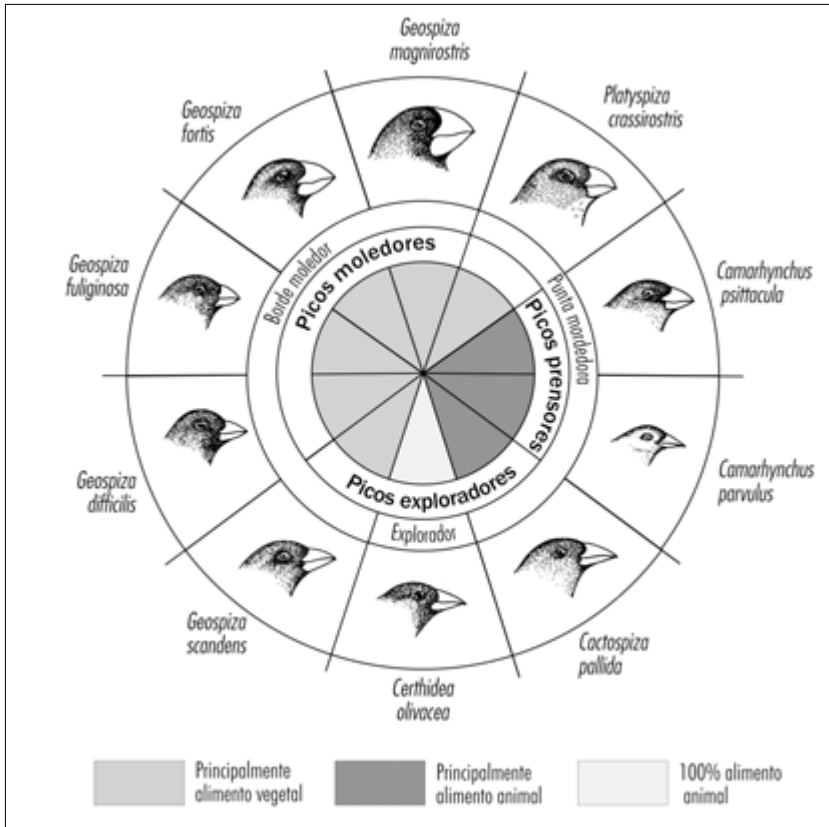 Geospiza
magnirostris
Platyspiza
crassirostris
Camarhynchus
psittacula
Camarhynchus
parvulus
Cactospiza
pallida
Certhidea
olivacea
Geospiza
scandens
Geospiza
difficilis
Geospiza
fuliginosa
Geospiza
fortis
Borde moledor
Punta mordedora
Explorador
Picos moledores
Picos prensores
Picos exploradores
Principalmente
alimento vegetal
Principalmente
alimento animal
100% alimento
animal